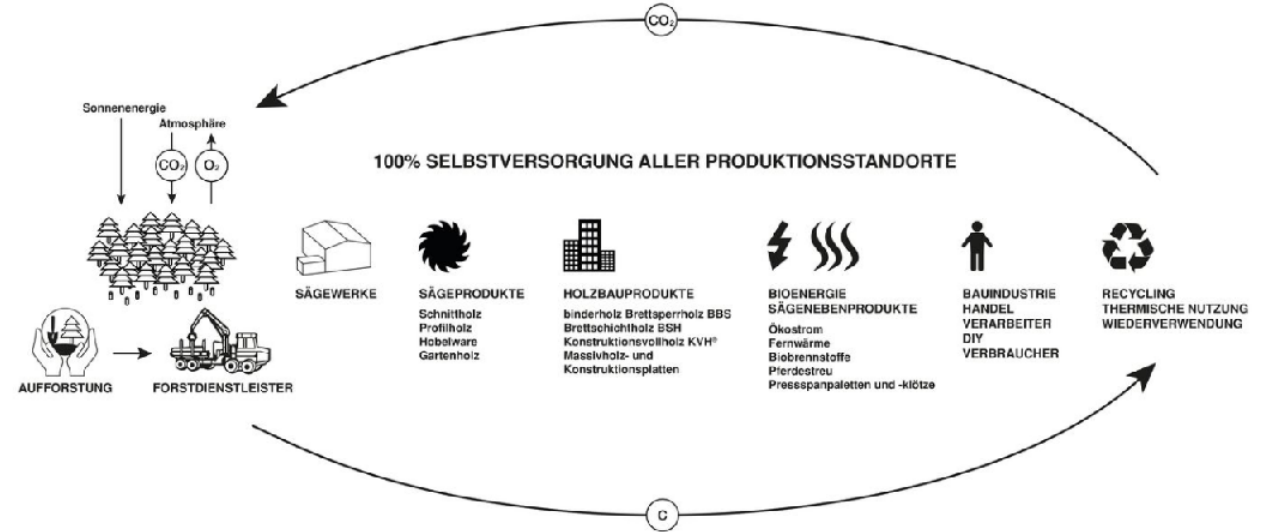 CO₂
Sonnenenergie
Atmosphäre
CO₂
O₂
100% SELBSTVERSORGUNG ALLER PRODUKTIONSSTANDORTE
AUFFORSTUNG
FORSTDIENSTLEISTER
SÄGEWERKE
SÄGEPRODUKTE
Schnittholz
Profilholz
Hobelware
Gartenholz
HOLZBAUPRODUKTE
binderholz Brettsperrholz BBS
Brettschichtholz BSH
Konstruktionsvollholz KVH®
Massivholz- und
Konstruktionsplatten
BIOENERGIE
SÄGENEBENPRODUKTE
Ökostrom
Fernwärme
Biobrennstoffe
Pferdestreu
Pressspanpaletten und -klötze
BAUINDUSTRIE
HANDEL
VERARBEITER
DIY
VERBRAUCHER
RECYCLING
THERMISCHE NUTZUNG
WIEDERVERWENDUNG
C